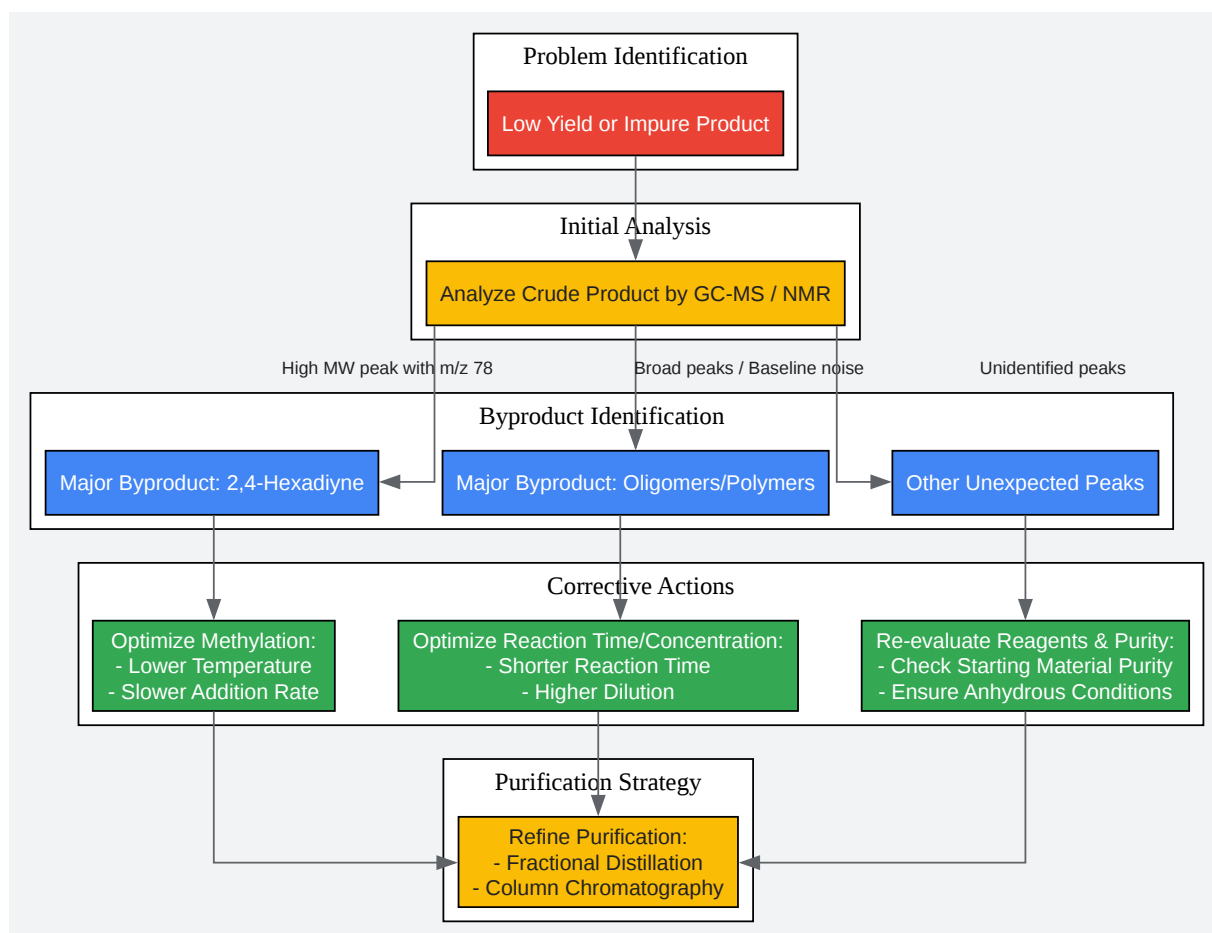 Problem Identification
Low Yield or Impure Product
Initial Analysis
Analyze Crude Product by GC-MS / NMR
High MW peak with m/z 78
Broad peaks / Baseline noise
Unidentified peaks
Byproduct Identification
Major Byproduct: 2,4-Hexadiyne
Major Byproduct: Oligomers/Polymers
Other Unexpected Peaks
Corrective Actions
Optimize Methylation:
- Lower Temperature
- Slower Addition Rate
Optimize Reaction Time/Concentration:
- Shorter Reaction Time
- Higher Dilution
Re-evaluate Reagents & Purity:
- Check Starting Material Purity
- Ensure Anhydrous Conditions
Purification Strategy
Refine Purification:
- Fractional Distillation
- Column Chromatography